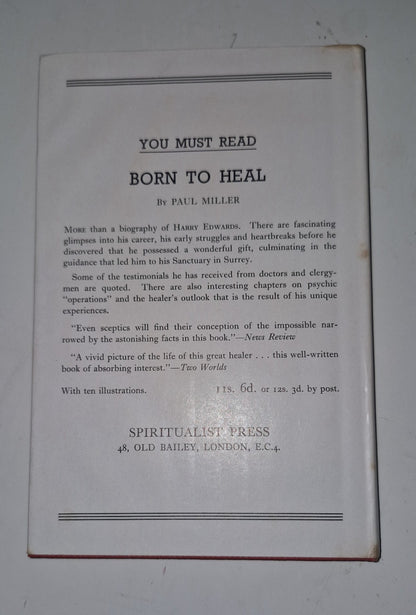 YOU MUST READ
BORN TO HEAL
By PAUL MILLER
MORE than a biography of HARRY EDWARDS. There are fascinating
glimpses into his career, his early struggles and heartbreaks before he
discovered that he possessed a wonderful gift, culminating in the
guidance that led him to his Sanctuary in Surrey.
Some of the testimonials he has received from doctors and clergy-
men are quoted. There are also interesting chapters on psychic
"operations" and the healer's outlook that is the result of his unique
experiences.
"Even sceptics will find their conception of the impossible nar-
rowed by the astonishing facts in this book."—News Review
"A vivid picture of the life of this great healer . . . this well-written
book of absorbing interest."—Two Worlds
With ten illustrations. 11s. 6d. or 12s. 3d. by post.
SPIRITUALIST PRESS
48, OLD BAILEY, LONDON, E.C.4.